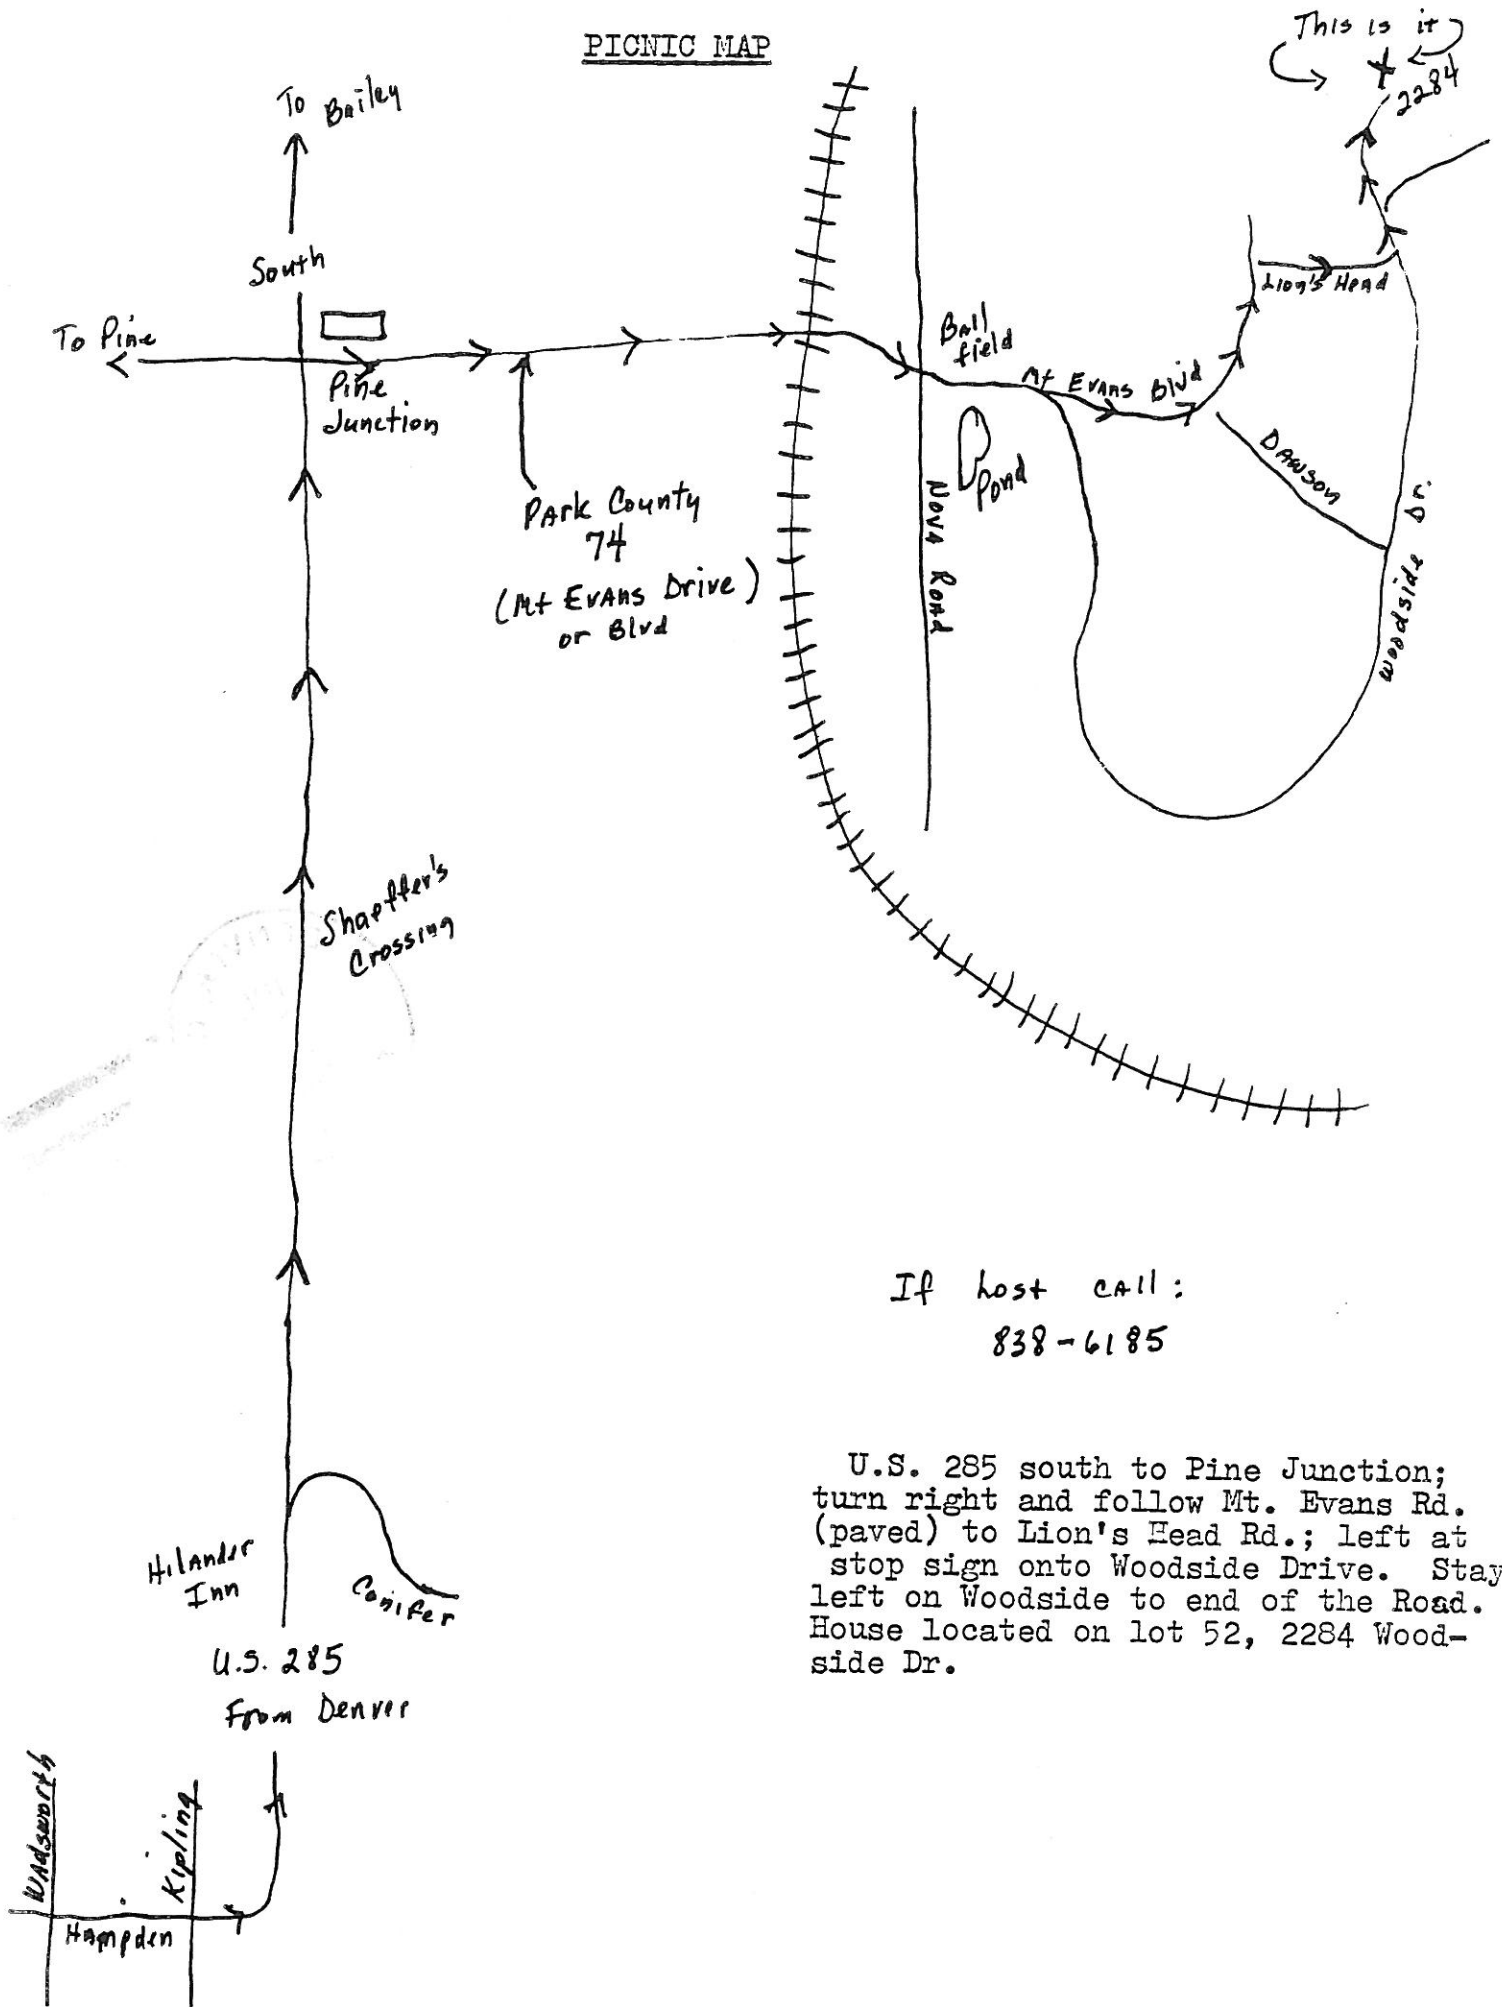 PICNIC MAP
This is it
2284
To Bailey
South
To Pine
Pine
Junction
Ball
field
Lion's Head
Mt Evans Blvd
Dawson
Pond
Nova Road
Woodside Dr.
Park County
74
(Mt Evans Drive)
or Blvd
Shaeffer's
Crossing
If Lost call:
838-6185
U.S. 285 south to Pine Junction;
turn right and follow Mt. Evans Rd.
(paved) to Lion's Head Rd.; left at
stop sign onto Woodside Drive. Stay
left on Woodside to end of the Road.
House located on lot 52, 2284 Wood-
side Dr.
Hilander
Inn
Conifer
U.S. 285
From Denver
Wadsworth
Kipling
Hampden